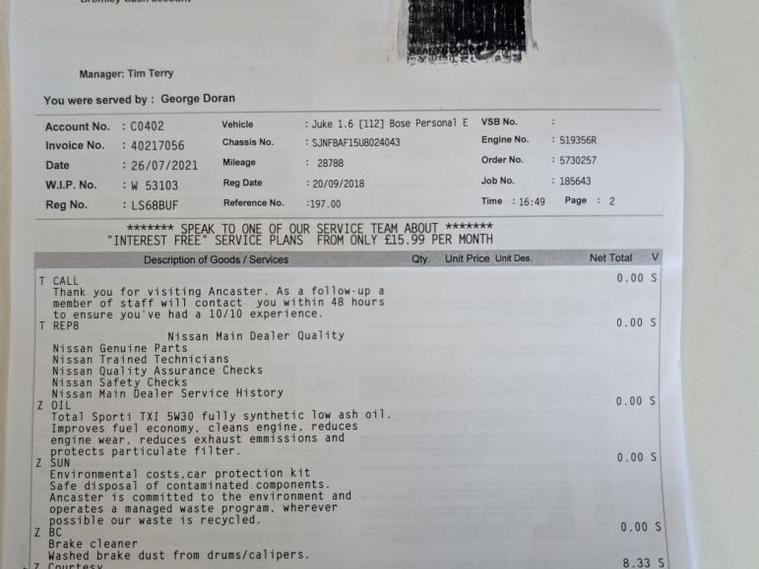 Bromley Cash account
Manager: Tim Terry
You were served by : George Doran
Account No. : C0402 Vehicle : Juke 1.6 [112] Bose Personal E VSB No. :
Invoice No. : 40217056 Chassis No. : SJNFBAF15U8024043 Engine No. : 519356R
Date : 26/07/2021 Mileage : 28788 Order No. : 5730257
W.I.P. No. : W 53103 Reg Date : 20/09/2018 Job No. : 185643
Reg No. : LS68BUF Reference No. :197.00 Time : 16:49 Page : 2
******* SPEAK TO ONE OF OUR SERVICE TEAM ABOUT *******
"INTEREST FREE" SERVICE PLANS FROM ONLY £15.99 PER MONTH
Description of Goods / Services Qty. Unit Price Unit Des. Net Total V
T CALL 0.00 S
Thank you for visiting Ancaster. As a follow-up a
member of staff will contact you within 48 hours
to ensure you've had a 10/10 experience.
T REP8 0.00 S
Nissan Main Dealer Quality
Nissan Genuine Parts
Nissan Trained Technicians
Nissan Quality Assurance Checks
Nissan Safety Checks
Nissan Main Dealer Service History
Z OIL 0.00 S
Total Sporti TXI 5W30 fully synthetic low ash oil.
Improves fuel economy, cleans engine, reduces
engine wear, reduces exhaust emmissions and
protects particulate filter.
Z SUN 0.00 S
Environmental costs,car protection kit
Safe disposal of contaminated components.
Ancaster is committed to the environment and
operates a managed waste program, wherever
possible our waste is recycled.
Z BC 0.00 S
Brake cleaner
Washed brake dust from drums/calipers.
Z Courtesy 8.33 S